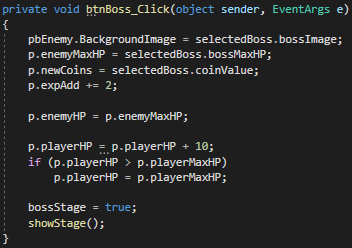 private void btnBoss_Click(object sender, EventArgs e)
{
pbEnemy.BackgroundImage = selectedBoss.bossImage;
p.enemyMaxHP = selectedBoss.bossMaxHP;
p.newCoins = selectedBoss.coinValue;
p.expAdd += 2;
p.enemyHP = p.enemyMaxHP;
p.playerHP = p.playerHP + 10;
if (p.playerHP > p.playerMaxHP)
p.playerHP = p.playerMaxHP;
bossStage = true;
showStage();
}